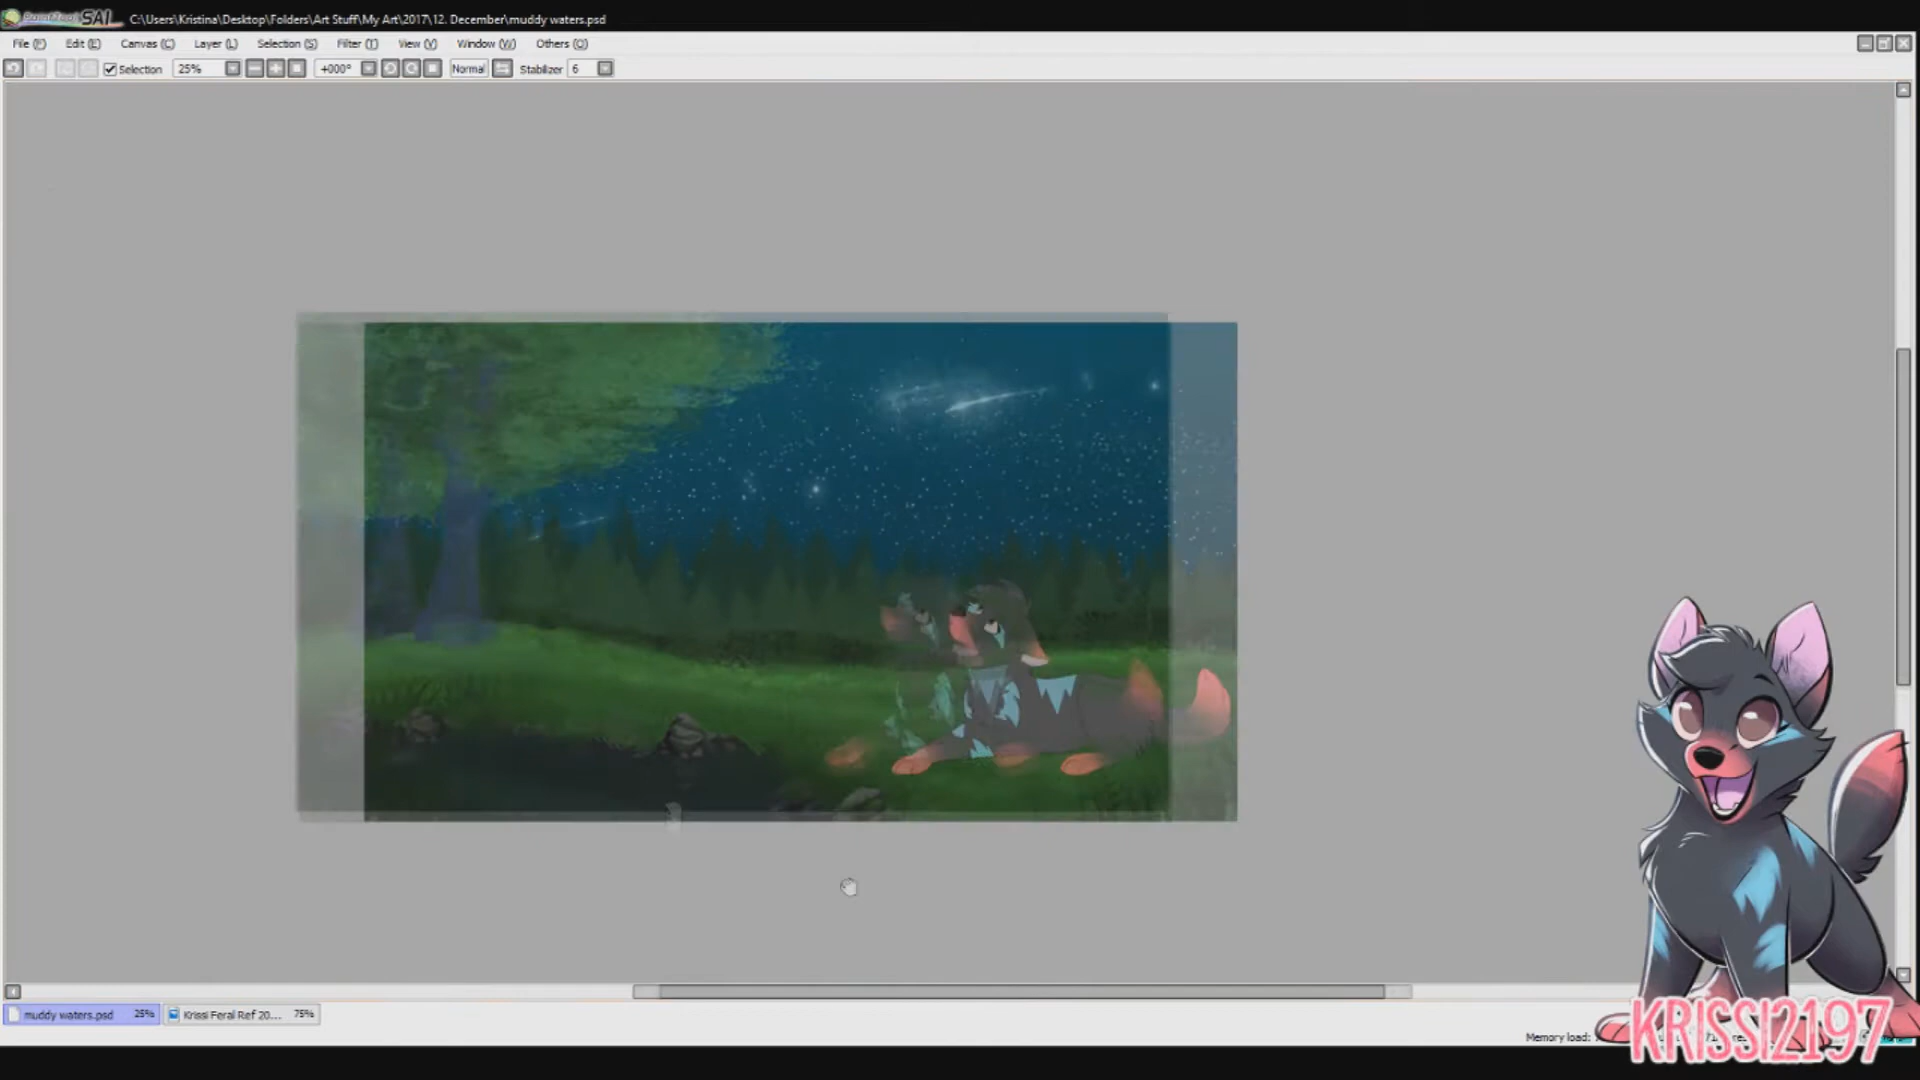 PaintTool SAI C:\Users\Kristina\Desktop\Folders\Art Stuff\My Art\2017\12. December\muddy waters.psd
File (F) Edit (E) Canvas (C) Layer (L) Selection (S) Filter (T) View (V) Window (W) Others (O)
Selection 25% +000° Normal Stabilizer 6
muddy waters.psd 25% Krissi Feral Ref 20... 75%
Memory load:
KRISSI2197